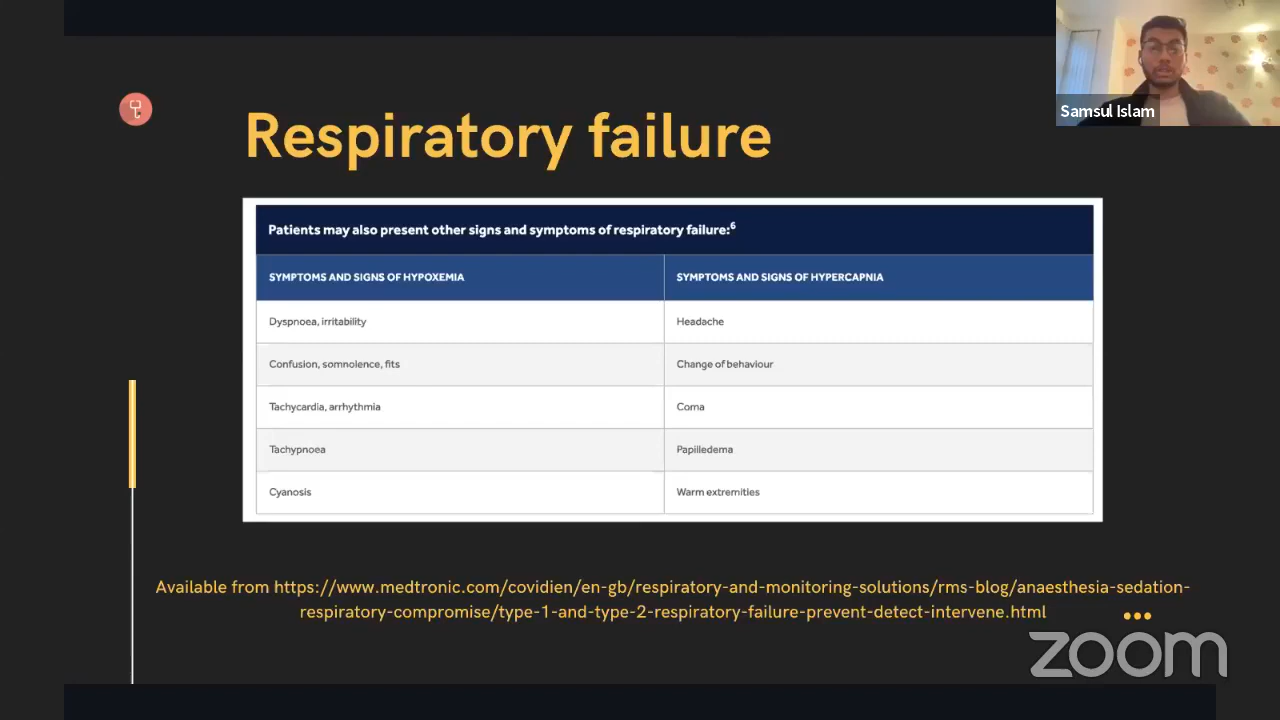 Samsul Islam
Respiratory failure
Patients may also present other signs and symptoms of respiratory failure:6
SYMPTOMS AND SIGNS OF HYPOXEMIA
SYMPTOMS AND SIGNS OF HYPERCAPNIA
Dyspnoea, irritability
Headache
Confusion, somnolence, fits
Change of behaviour
Tachycardia, arrhythmia
Coma
Tachypnoea
Papilledema
Cyanosis
Warm extremities
Available from https://www.medtronic.com/covidien/en-gb/respiratory-and-monitoring-solutions/rms-blog/anaesthesia-sedation-
respiratory-compromise/type-1-and-type-2-respiratory-failure-prevent-detect-intervene.html
zoom